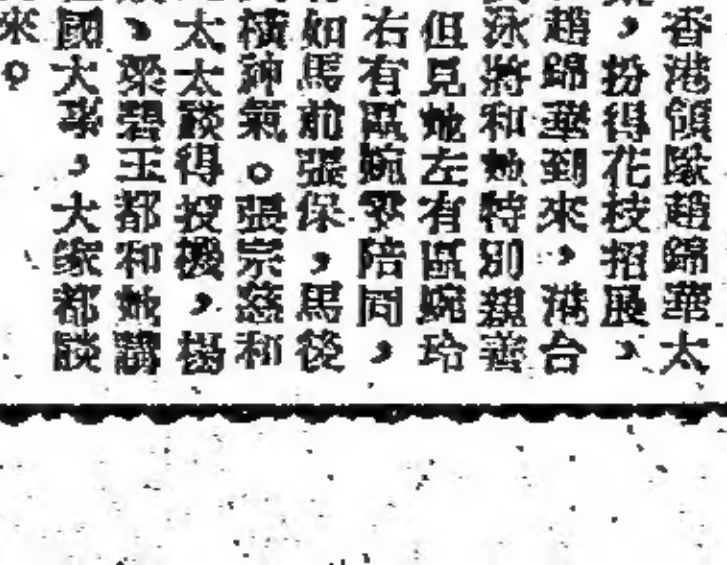 香港領隊趙錦華太
，扮得花枝招展，
趙錦華到來，港台
泳將和她特別親善
但見她左有區婉玲
右有區婉雯陪同，
如馬前張保，馬後
橫神氣。張宗慈和
太太談得投機，楊
、梁碧玉都和她講
國大事，大家都談
來。